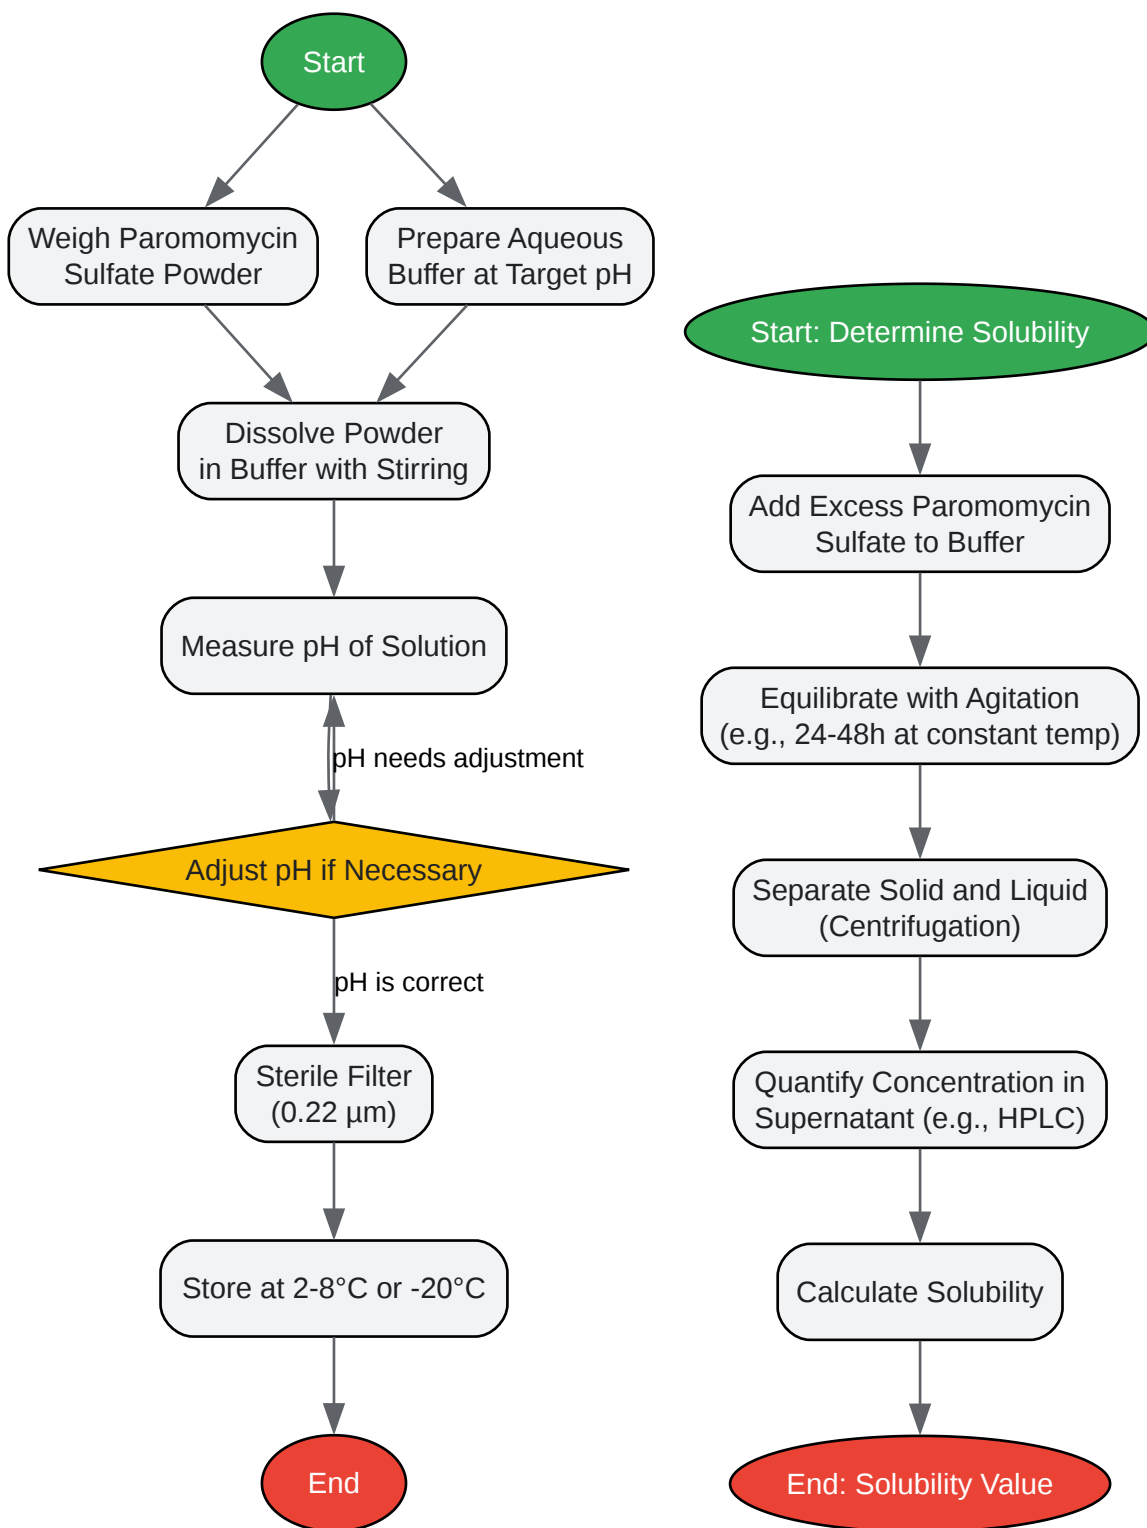 Start
Weigh Paromomycin
Sulfate Powder
Prepare Aqueous
Buffer at Target pH
Dissolve Powder
in Buffer with Stirring
Measure pH of Solution
pH needs adjustment
Adjust pH if Necessary
pH is correct
Sterile Filter
(0.22 µm)
Store at 2-8°C or -20°C
End
Start: Determine Solubility
Add Excess Paromomycin
Sulfate to Buffer
Equilibrate with Agitation
(e.g., 24-48h at constant temp)
Separate Solid and Liquid
(Centrifugation)
Quantify Concentration in
Supernatant (e.g., HPLC)
Calculate Solubility
End: Solubility Value